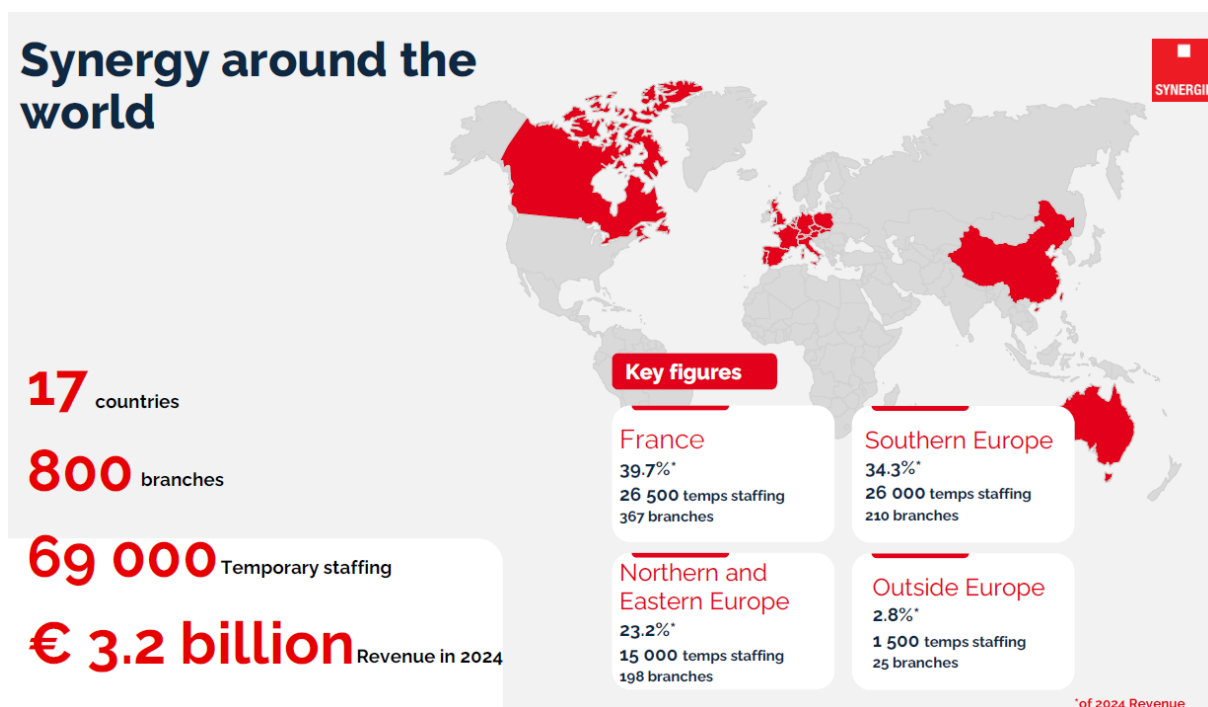 Synergy around the
world
SYNERGIE
17 countries
800 branches
69 000 Temporary staffing
€ 3.2 billion Revenue in 2024
Key figures
France
39.7%*
26 500 temps staffing
367 branches
Southern Europe
34.3%*
26 000 temps staffing
210 branches
Northern and
Eastern Europe
23.2%*
15 000 temps staffing
198 branches
Outside Europe
2.8%*
1 500 temps staffing
25 branches
*of 2024 Revenue